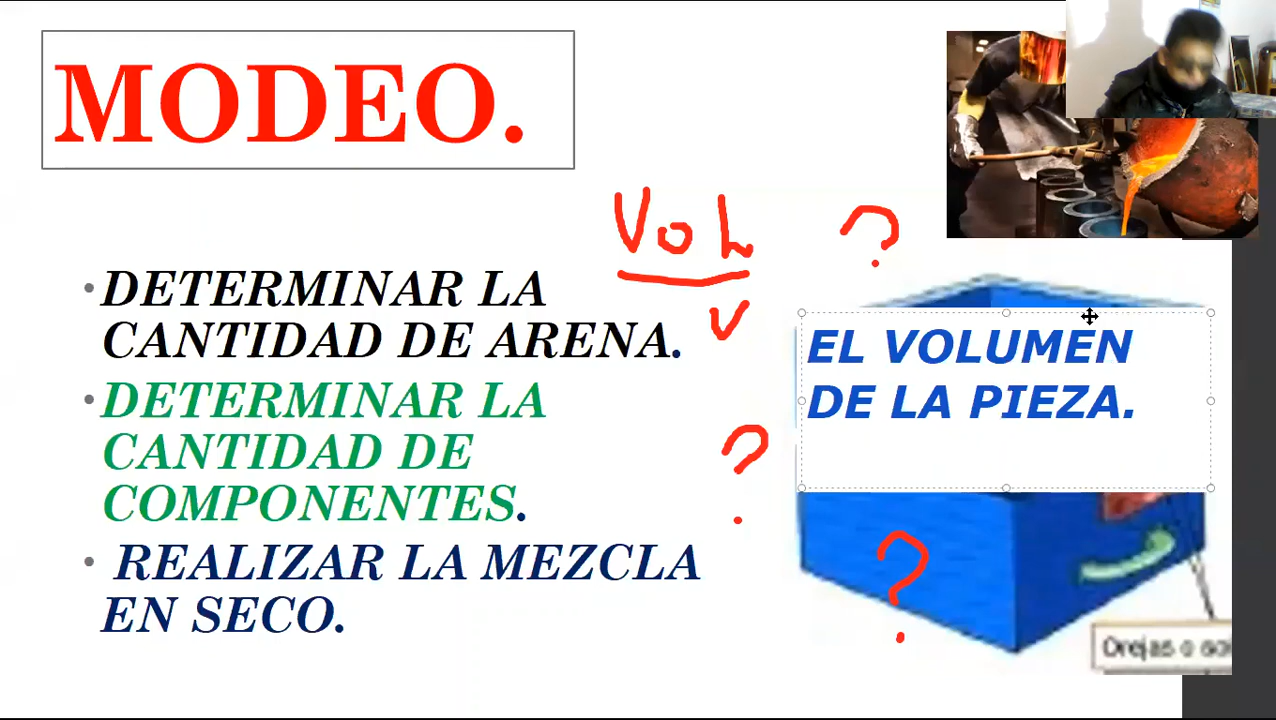 MODEO.
Vol
?
v
• DETERMINAR LA
CANTIDAD DE ARENA.
• DETERMINAR LA
CANTIDAD DE
COMPONENTES.
• REALIZAR LA MEZCLA
EN SECO.
EL VOLUMEN
DE LA PIEZA.
?
?
Orejas o